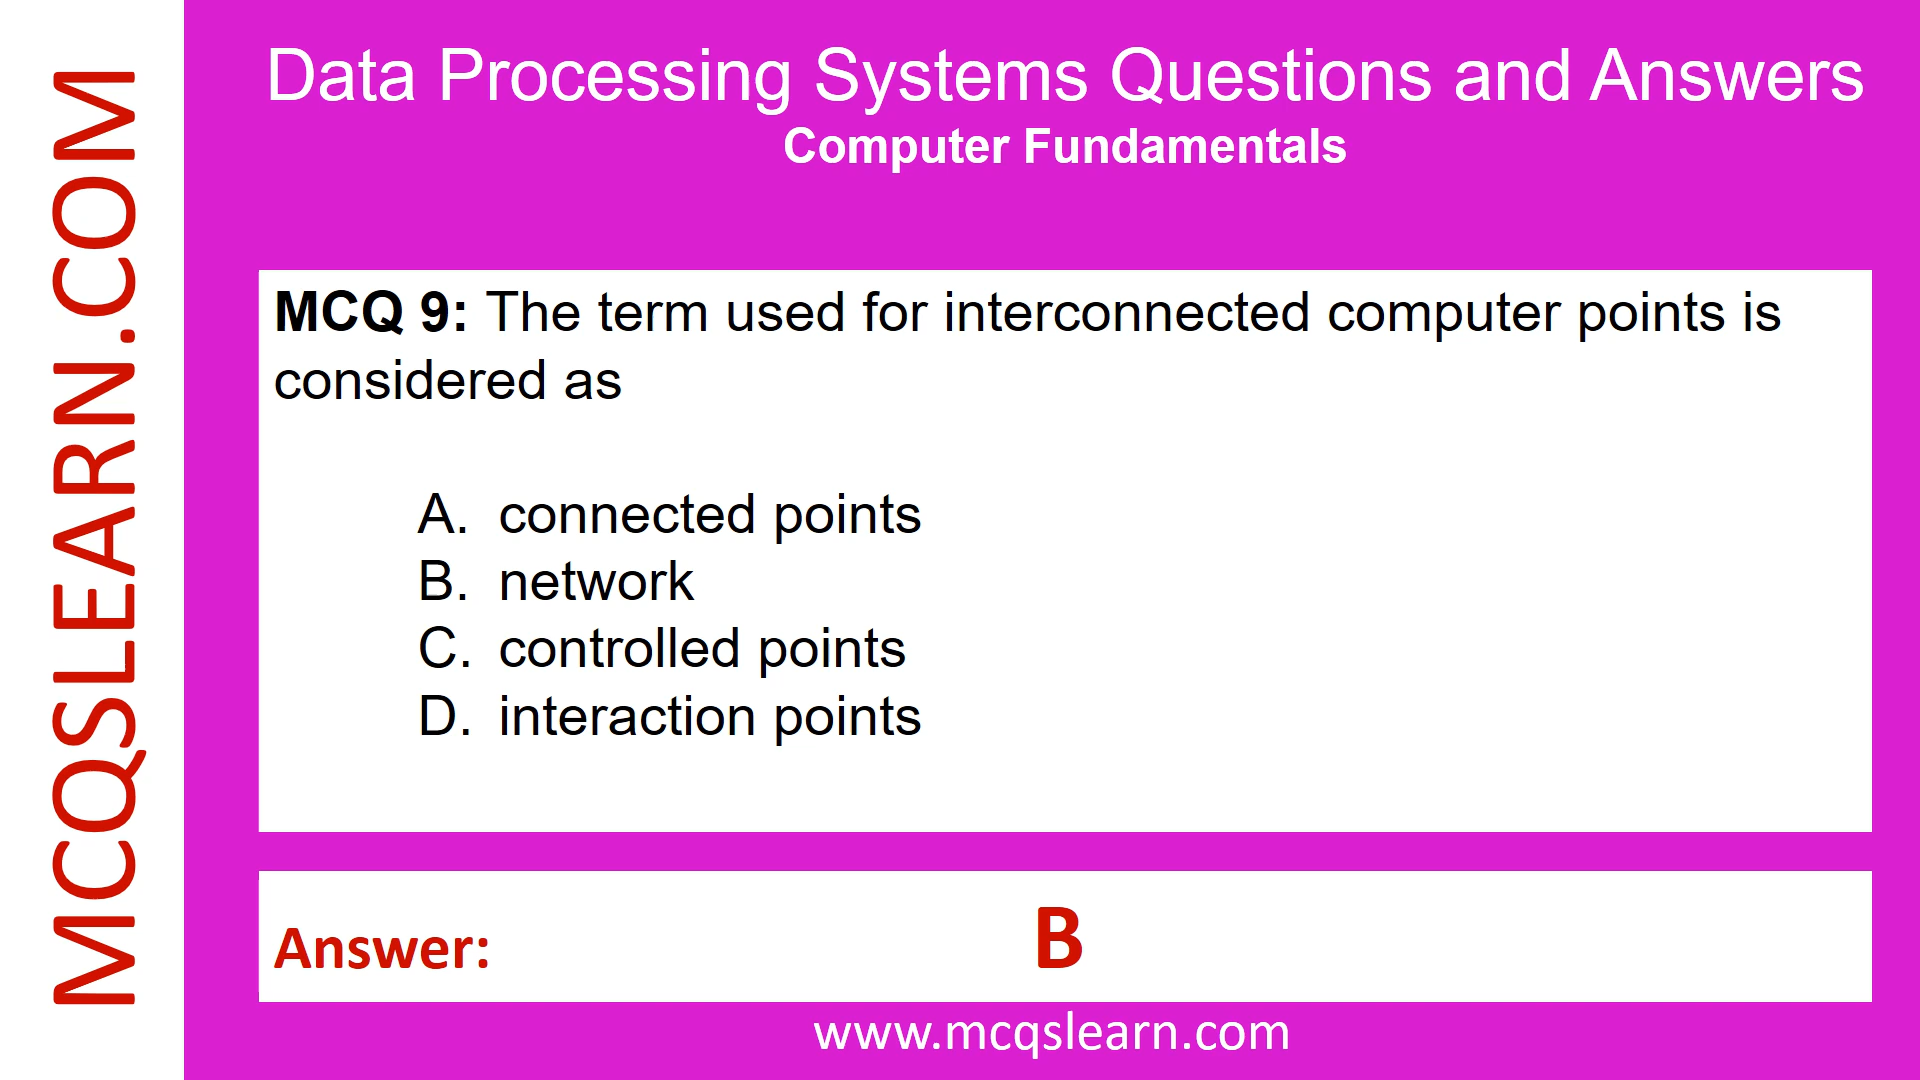 MCQSLEARN.COM
Data Processing Systems Questions and Answers
Computer Fundamentals
MCQ 9: The term used for interconnected computer points is
considered as
A. connected points
B. network
C. controlled points
D. interaction points
Answer: B
www.mcqslearn.com